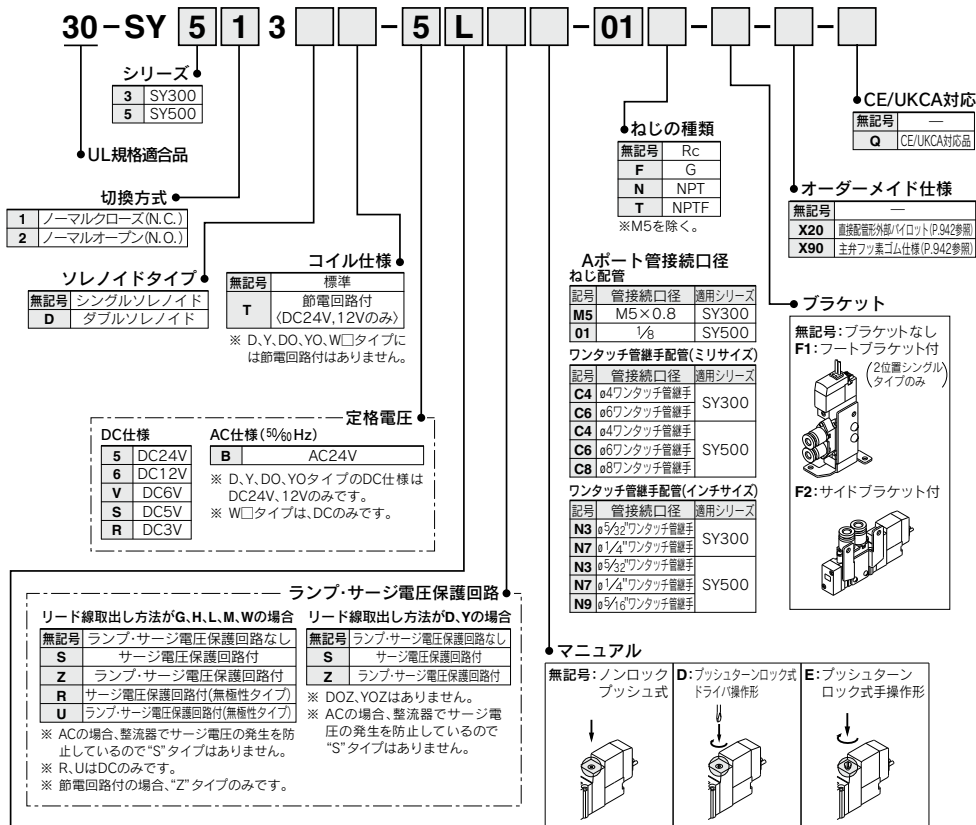 30-SY 5 1 3 - 5 L - 01 - - -
シリーズ
3 SY300
5 SY500
UL規格適合品
切換方式
1 ノーマルクローズ(N.C.)
2 ノーマルオープン(N.O.)
ソレノイドタイプ
無記号 シングルソレノイド
D ダブルソレノイド
コイル仕様
無記号 標準
T 節電回路付
〈DC24V,12Vのみ〉
※ D、Y、DO、YO、W□タイプに
は節電回路付はありません。
定格電圧
DC仕様
5 DC24V
6 DC12V
V DC6V
S DC5V
R DC3V
AC仕様(50/60Hz)
B AC24V
※ D、Y、DO、YOタイプのDC仕様は
DC24V、12Vのみです。
※ W□タイプは、DCのみです。
ランプ・サージ電圧保護回路
リード線取出し方法がG、H、L、M、Wの場合
無記号 ランプ・サージ電圧保護回路なし
S サージ電圧保護回路付
Z ランプ・サージ電圧保護回路付
R サージ電圧保護回路付(無極性タイプ)
U ランプ・サージ電圧保護回路付(無極性タイプ)
※ ACの場合、整流器でサージ電圧の発生を防
止しているので“S”タイプはありません。
※ R、UはDCのみです。
※ 節電回路付の場合、“Z”タイプのみです。
リード線取出し方法がD、Yの場合
無記号 ランプ・サージ電圧保護回路なし
S サージ電圧保護回路付
Z ランプ・サージ電圧保護回路付
※ DOZ、YOZはありません。
※ ACの場合、整流器でサージ電
圧の発生を防止しているので
“S”タイプはありません。
ねじの種類
無記号 Rc
F G
N NPT
T NPTF
※M5を除く。
Aポート管接続口径
ねじ配管
記号 管接続口径 適用シリーズ
M5 M5×0.8 SY300
01 1/8 SY500
ワンタッチ管継手配管(ミリサイズ)
記号 管接続口径 適用シリーズ
C4 ø4ワンタッチ管継手 SY300
C6 ø6ワンタッチ管継手
C4 ø4ワンタッチ管継手 SY500
C6 ø6ワンタッチ管継手
C8 ø8ワンタッチ管継手
ワンタッチ管継手配管(インチサイズ)
記号 管接続口径 適用シリーズ
N3 ø5/32"ワンタッチ管継手 SY300
N7 ø1/4"ワンタッチ管継手
N3 ø5/32"ワンタッチ管継手 SY500
N7 ø1/4"ワンタッチ管継手
N9 ø5/16"ワンタッチ管継手
マニュアル
無記号:ノンロック
プッシュ式
D:プッシュターンロック式
ドライバ操作形
E:プッシュターン
ロック式手操作形
CE/UKCA対応
無記号 —
Q CE/UKCA対応品
オーダーメイド仕様
無記号 —
X20 直接配管形外部パイロット(P.942参照)
X90 主弁フッ素ゴム仕様(P.942参照)
ブラケット
無記号:ブラケットなし
F1:フートブラケット付
(2位置シングル
タイプのみ)
F2:サイドブラケット付